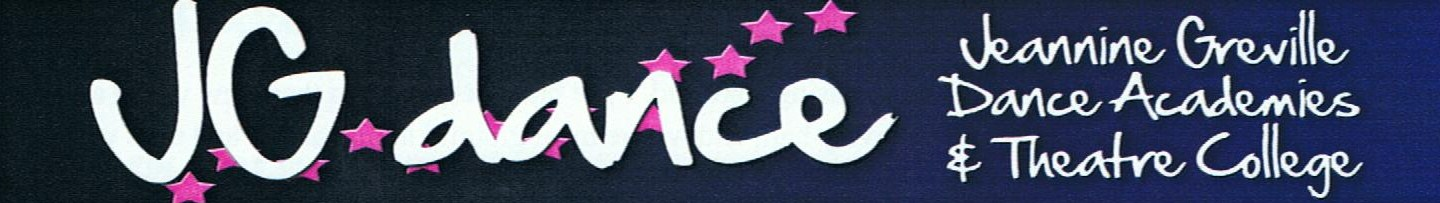 JG dance
Jeannine Greville
Dance Academies
& Theatre College